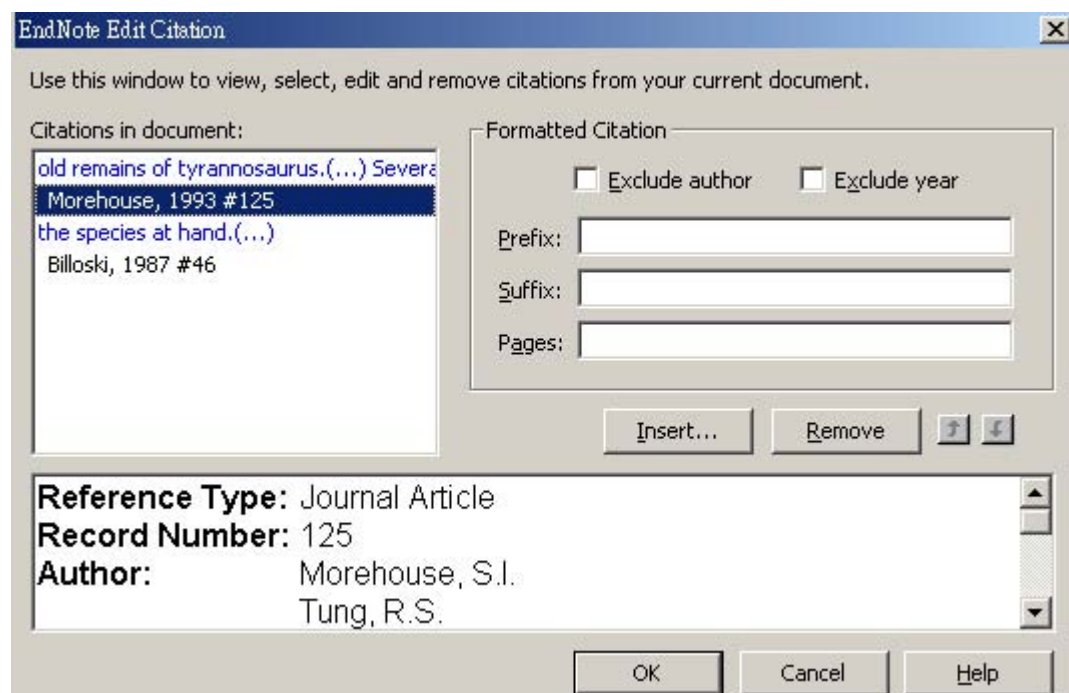 EndNote Edit Citation
Use this window to view, select, edit and remove citations from your current document.
Citations in document:
old remains of tyrannosaurus.(...) Severa
Morehouse, 1993 #125
the species at hand.(...)
Billoski, 1987 #46
Formatted Citation
Exclude author Exclude year
Prefix:
Suffix:
Pages:
Insert... Remove
Reference Type: Journal Article
Record Number: 125
Author: Morehouse, S.I.
Tung, R.S.
OK Cancel Help